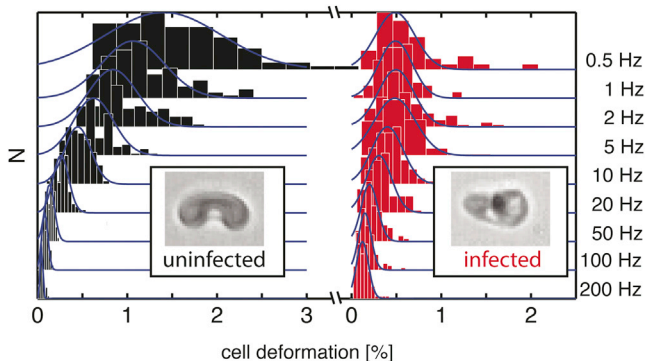 N
0.5 Hz
1 Hz
2 Hz
5 Hz
10 Hz
20 Hz
50 Hz
100 Hz
200 Hz
uninfected
infected
0 1 2 3 0 1 2
cell deformation [%]